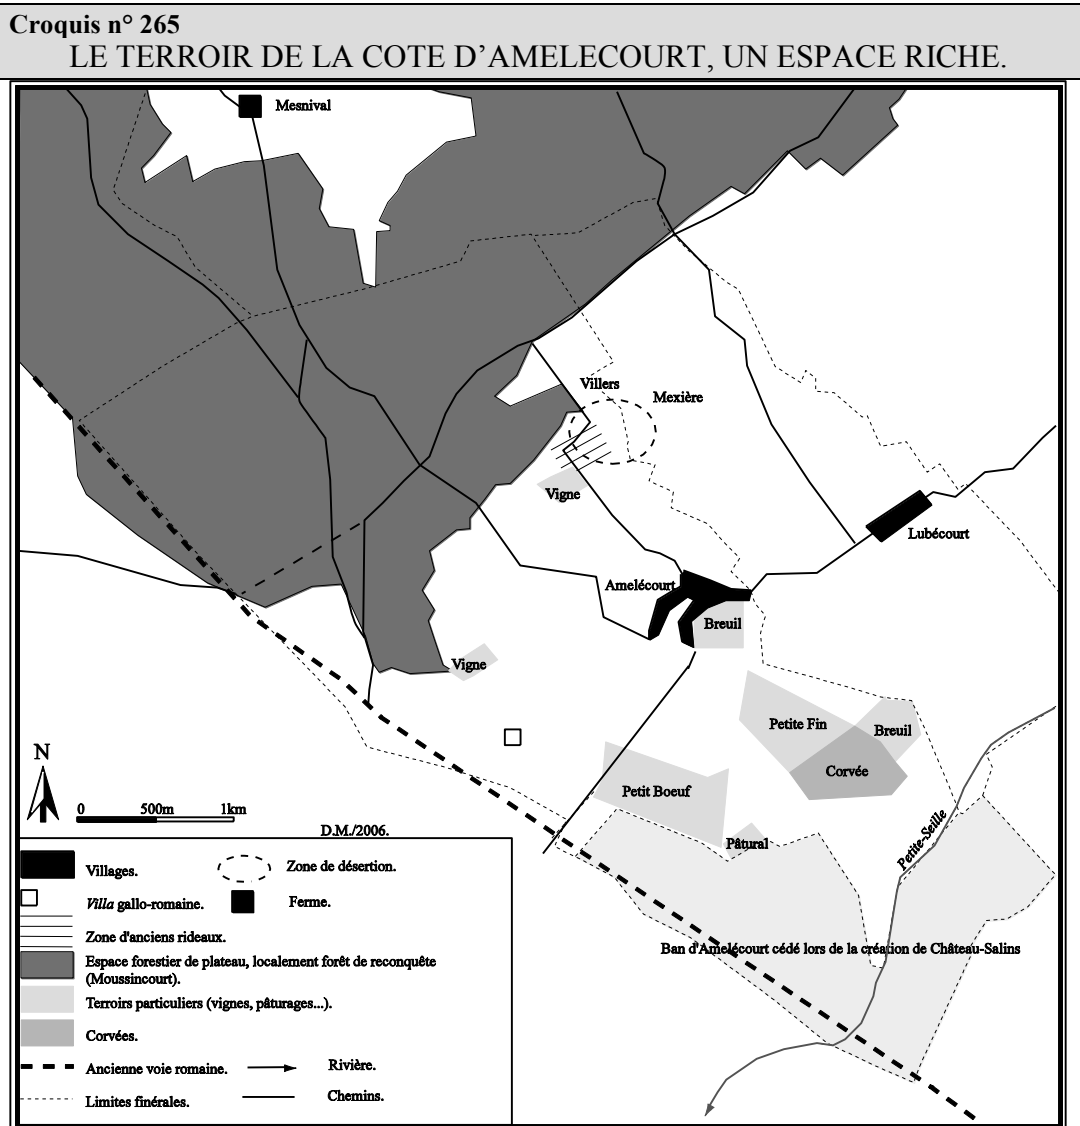 Croquis n° 265
LE TERROIR DE LA COTE D'AMELECOURT, UN ESPACE RICHE.
Mesnival
Villers
Mexière
Vigne
Lubécourt
Amelécourt
Breuil
Vigne
Petite Fin
Breuil
Corvée
N
Petit Boeuf
0 500m 1km
D.M./2006.
Pâtural
Petite-Seille
Villages.
Zone de désertion.
Villa gallo-romaine.
Ferme.
Zone d'anciens rideaux.
Ban d'Amelécourt cédé lors de la création de Château-Salins
Espace forestier de plateau, localement forêt de reconquête
(Moussincourt).
Terroirs particuliers (vignes, pâturages...).
Corvées.
Ancienne voie romaine.
Rivière.
Limites finérales.
Chemins.